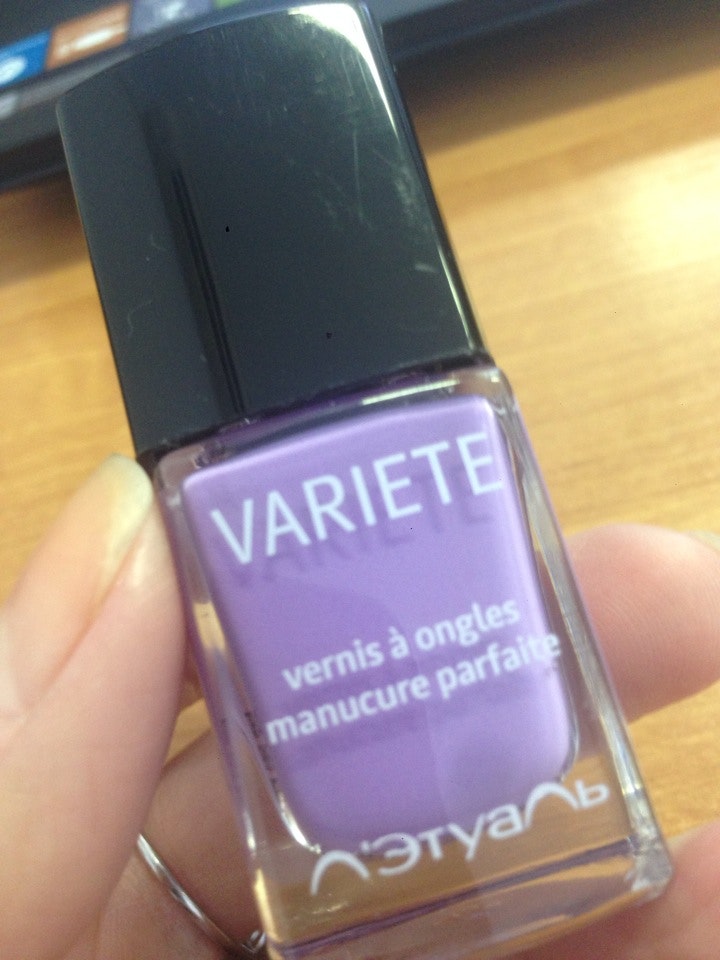 VARIETE
vernis à ongles
manucure parfaite
Л'Этуаль